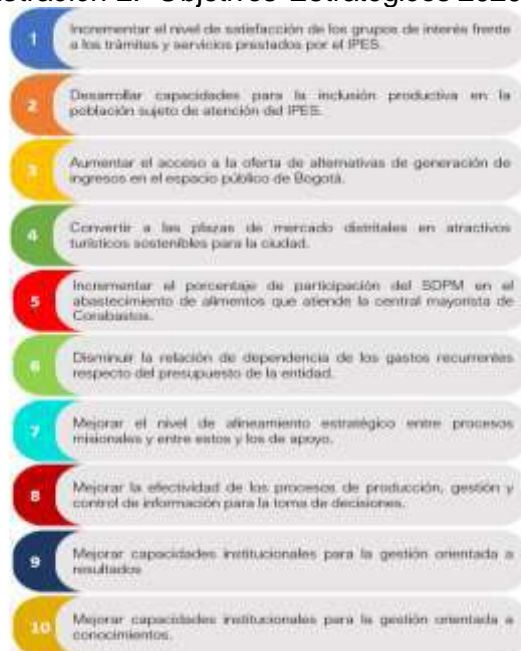 stración 2. Objetivos Estratégicos 2020
1
Incrementar el nivel de satisfacción de los grupos de interés frente
a los trámites y servicios prestados por el IPES.
2
Desarrollar capacidades para la inclusión productiva en la
población sujeto de atención del IPES.
3
Aumentar el acceso a la oferta de alternativas de generación de
ingresos en el espacio público de Bogotá.
4
Convertir a las plazas de mercado distritales en atractivos
turísticos sostenibles para la ciudad.
5
Incrementar el porcentaje de participación del SDPM en el
abastecimiento de alimentos que atiende la central mayorista de
Corabastos.
6
Disminuir la relación de dependencia de los gastos recurrentes
respecto del presupuesto de la entidad.
7
Mejorar el nivel de alineamiento estratégico entre procesos
misionales y entre estos y los de apoyo.
8
Mejorar la efectividad de los procesos de producción, gestión y
control de información para la toma de decisiones.
9
Mejorar capacidades institucionales para la gestión orientada a
resultados
10
Mejorar capacidades institucionales para la gestión orientada a
conocimientos.